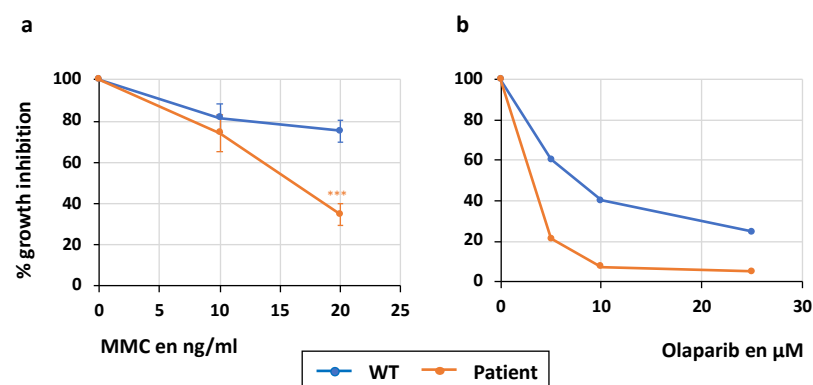 a
b
% growth inhibition
100
80
60
40
20
0
***
0 5 10 15 20 25
MMC en ng/ml
100
80
60
40
20
0
0 10 20 30
Olaparib en µM
WT Patient